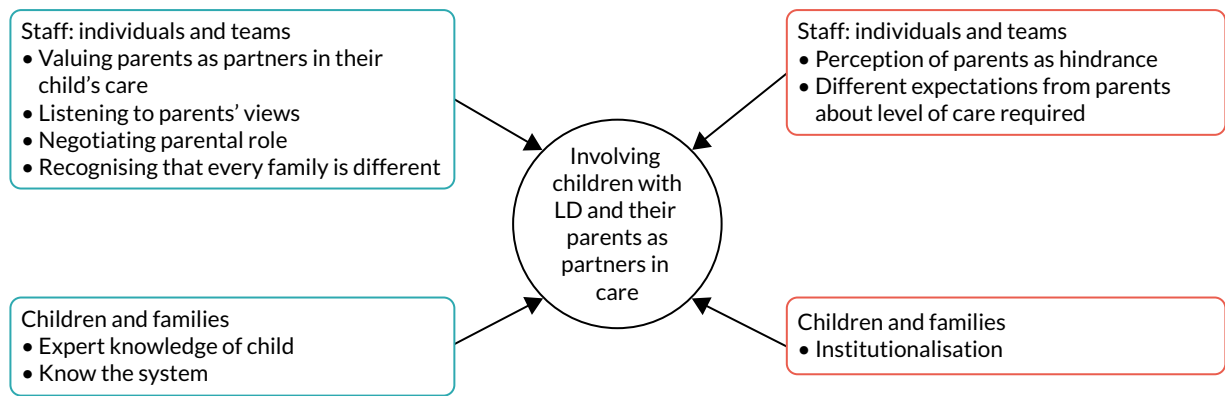 Staff: individuals and teams
• Valuing parents as partners in their
child’s care
• Listening to parents’ views
• Negotiating parental role
• Recognising that every family is different
Staff: individuals and teams
• Perception of parents as hindrance
• Different expectations from parents
about level of care required
Involving
children with
LD and their
parents as
partners in
care
Children and families
• Expert knowledge of child
• Know the system
Children and families
• Institutionalisation